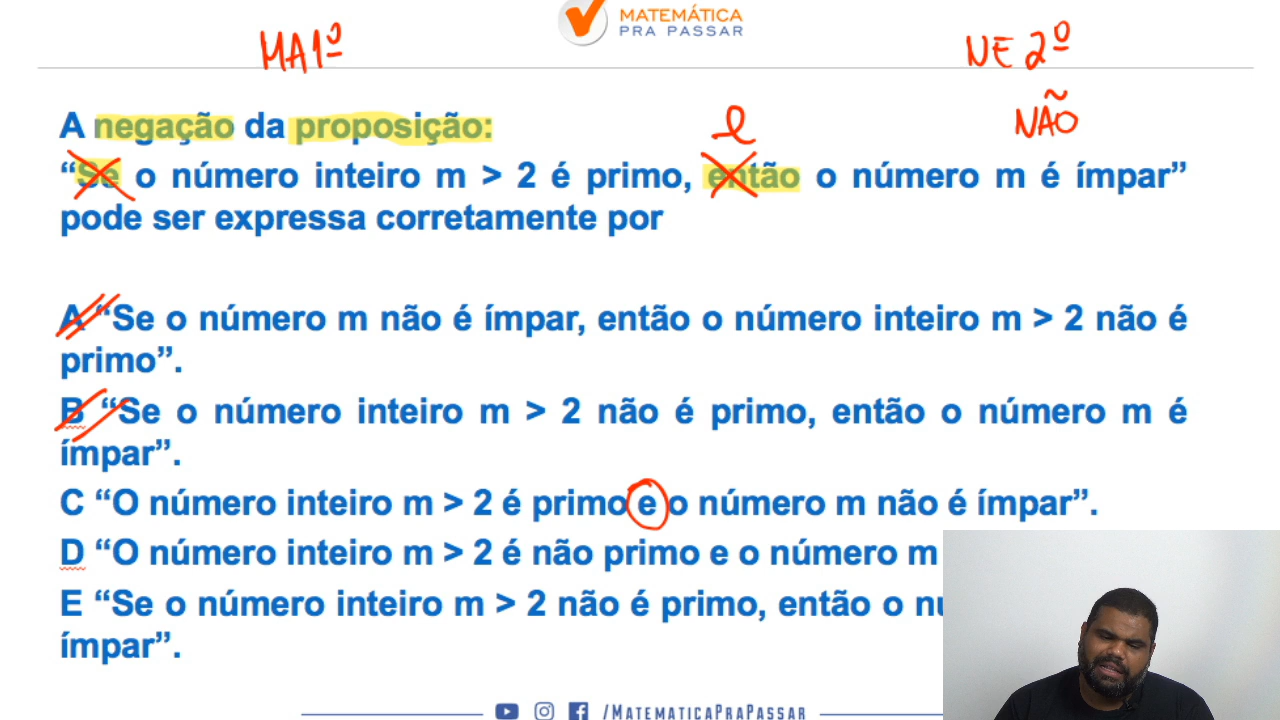 MATEMÁTICA
PRA PASSAR
MA 1º
NE 2º
NÃO
e
A negação da proposição:
“Se o número inteiro m > 2 é primo, então o número m é ímpar”
pode ser expressa corretamente por
A “Se o número m não é ímpar, então o número inteiro m > 2 não é
primo”.
B “Se o número inteiro m > 2 não é primo, então o número m é
ímpar”.
C “O número inteiro m > 2 é primo e o número m não é ímpar”.
D “O número inteiro m > 2 é não primo e o número m
E “Se o número inteiro m > 2 não é primo, então o
ímpar”.
/MATEMATICAPRAPASSAR